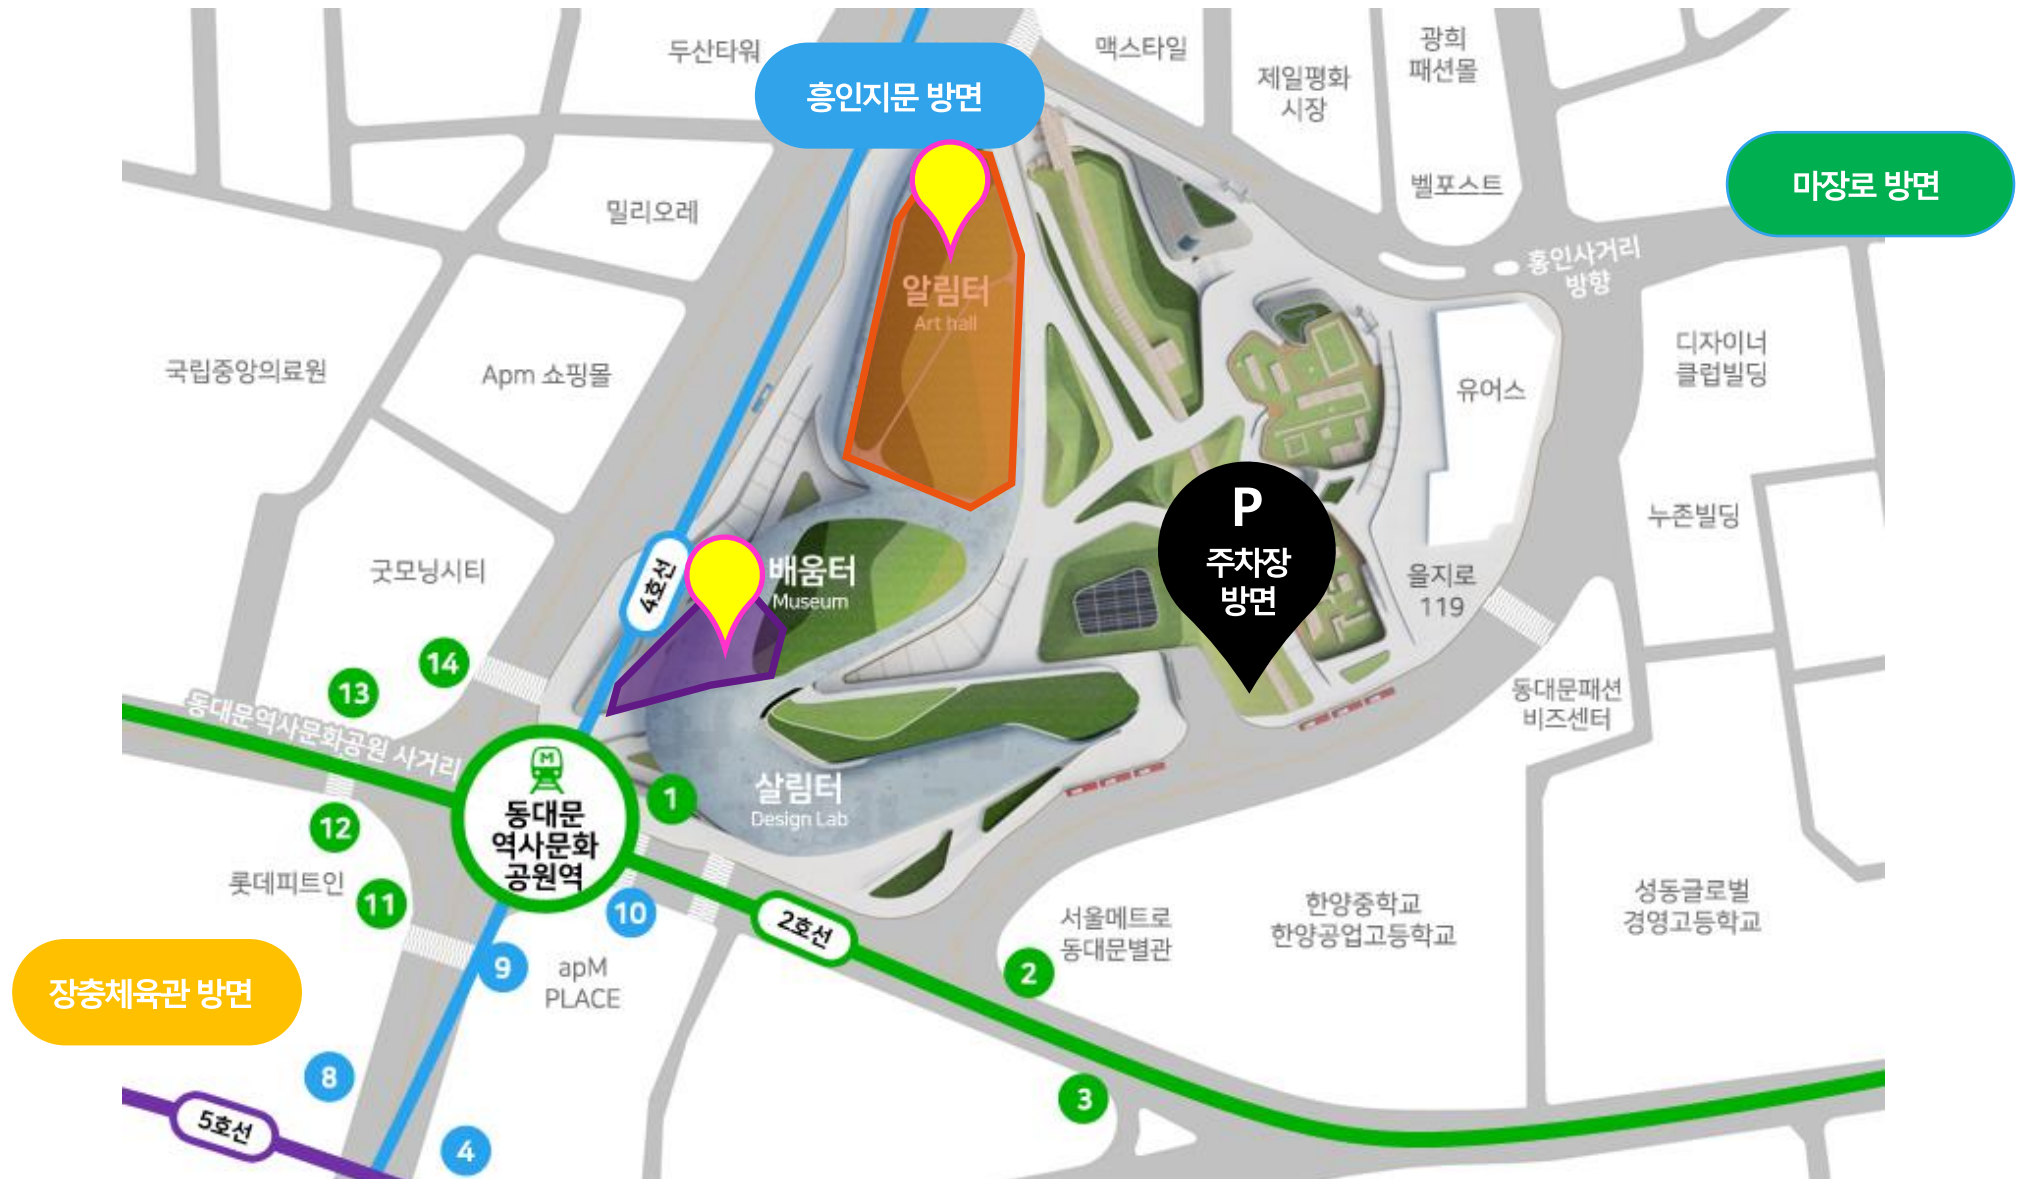 두산타워
흥인지문 방면
맥스타일
제일평화
시장
광희
패션몰
벨포스트
마장로 방면
밀리오레
흥인사거리
방향
알림터
Art hall
국립중앙의료원
Apm 쇼핑몰
유어스
디자이너
클럽빌딩
P
주차장
방면
누존빌딩
굿모닝시티
4호선
배움터
Museum
을지로
119
14
13
동대문역사문화공원 사거리
동대문패션
비즈센터
M
동대문
역사문화
공원역
1
살림터
Design Lab
12
롯데피트인
11
10
2호선
서울메트로
동대문별관
한양중학교
한양공업고등학교
성동글로벌
경영고등학교
장충체육관 방면
9
apM
PLACE
2
8
3
5호선
4